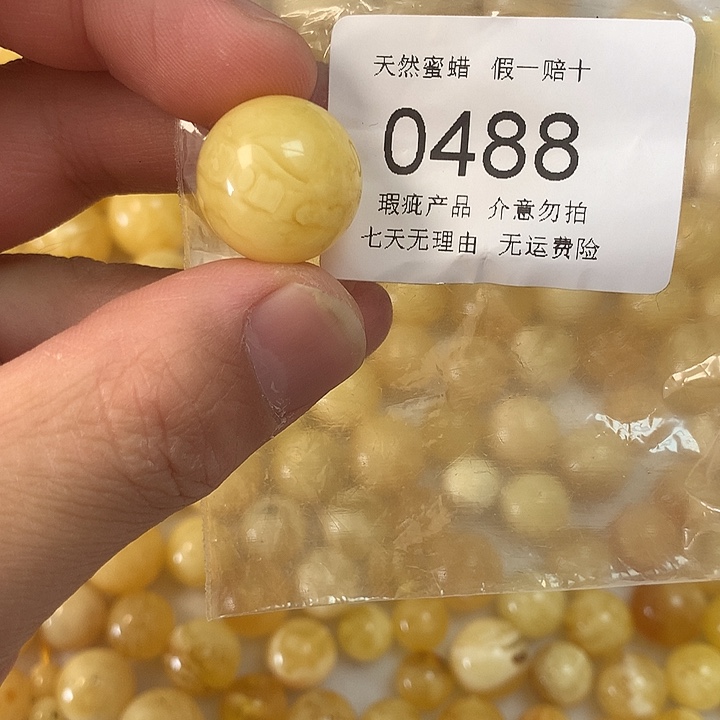 天然蜜蜡 假一赔十
0488
瑕疵产品 介意勿拍
七天无理由 无运费险